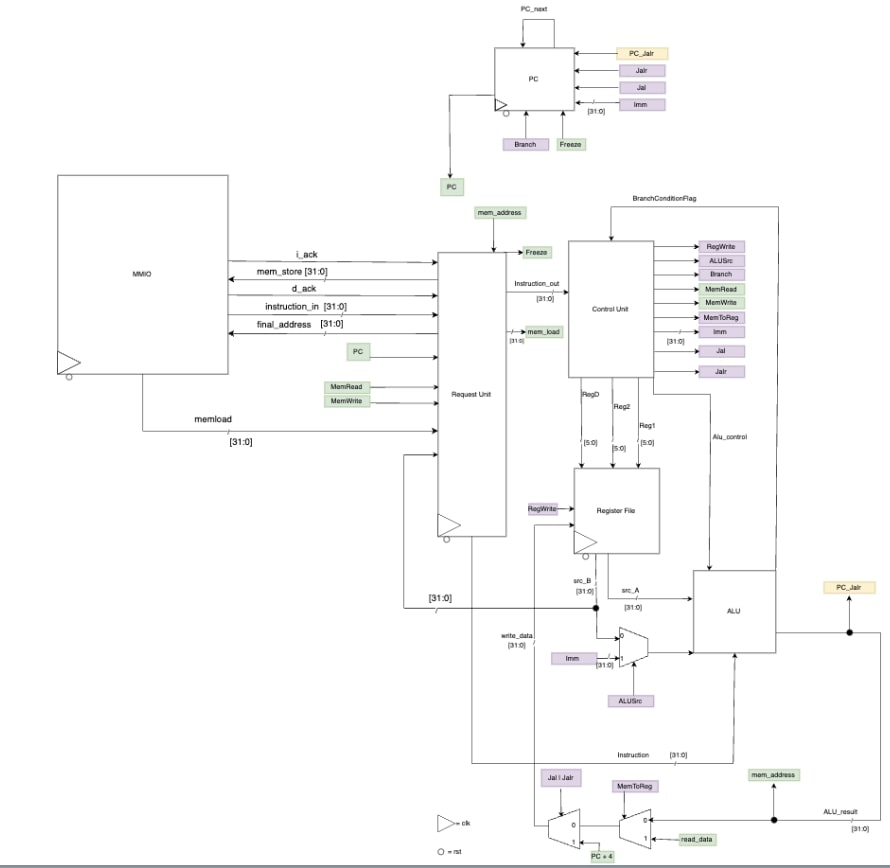 PC_next
PC
PC_Jalr
Jalr
Jal
Imm
[31:0]
Branch
Freeze
PC
mem_address
BranchConditionFlag
MMIO
i_ack
mem_store [31:0]
d_ack
instruction_in [31:0]
final_address [31:0]
PC
MemRead
MemWrite
memload
[31:0]
Request Unit
Freeze
Instruction_out
[31:0]
mem_load
[31:0]
Control Unit
RegWrite
ALUSrc
Branch
MemRead
MemWrite
MemToReg
Imm
[31:0]
Jal
Jalr
RegD
Reg2
Reg1
[5:0]
[5:0]
[5:0]
Alu_control
RegWrite
Register File
src_B
[31:0]
src_A
[31:0]
ALU
PC_Jalr
[31:0]
write_data
[31:0]
0
1
Imm
[31:0]
ALUSrc
Instruction [31:0]
Jal | Jalr
MemToReg
mem_address
ALU_result
[31:0]
0
1
0
1
PC + 4
read_data
= clk
= rst